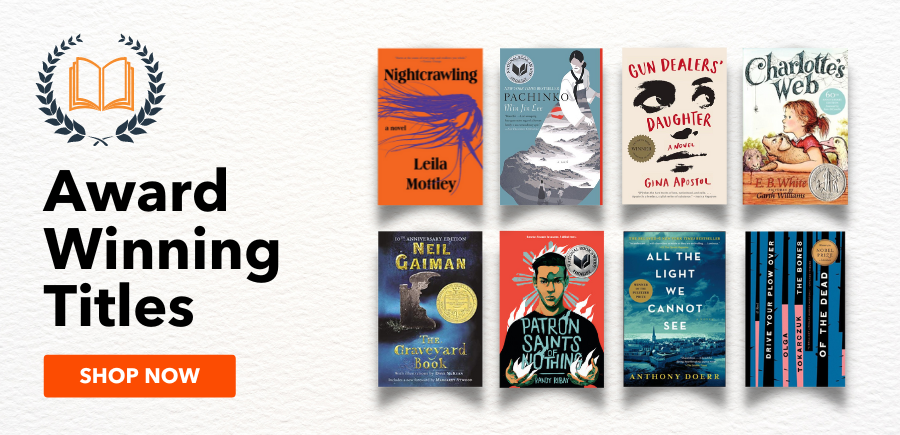 Award
Winning
Titles
SHOP NOW
Nightcrawling
a novel
Leila
Mottley
PACHINKO
Min Jin Lee
GUN DEALERS'
DAUGHTER
A NOVEL
WINNER
GINA APOSTOL
Charlotte's
Web
E. B. White
Garth Williams
10TH ANNIVERSARY EDITION
NEIL
GAIMAN
The
Graveyard
Book
PATRON
SAINTS
OF
NOTHING
RANDY RIBAY
ALL THE
LIGHT
WE
CANNOT
SEE
ANTHONY DOERR
DRIVE YOUR PLOW OVER
THE BONES
OF THE DEAD
OLGA
TOKARCZUK
NOBEL
PRIZE